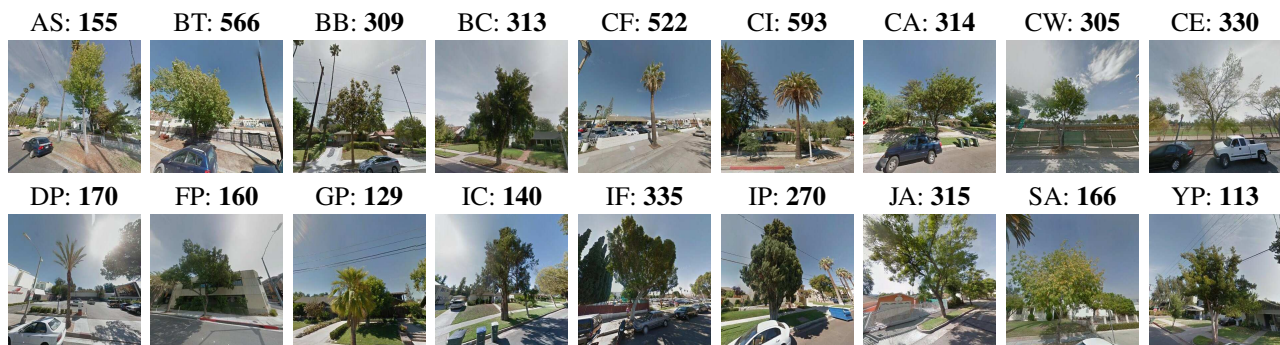 AS: 155 BT: 566 BB: 309 BC: 313 CF: 522 CI: 593 CA: 314 CW: 305 CE: 330
DP: 170 FP: 160 GP: 129 IC: 140 IF: 335 IP: 270 JA: 315 SA: 166 YP: 113